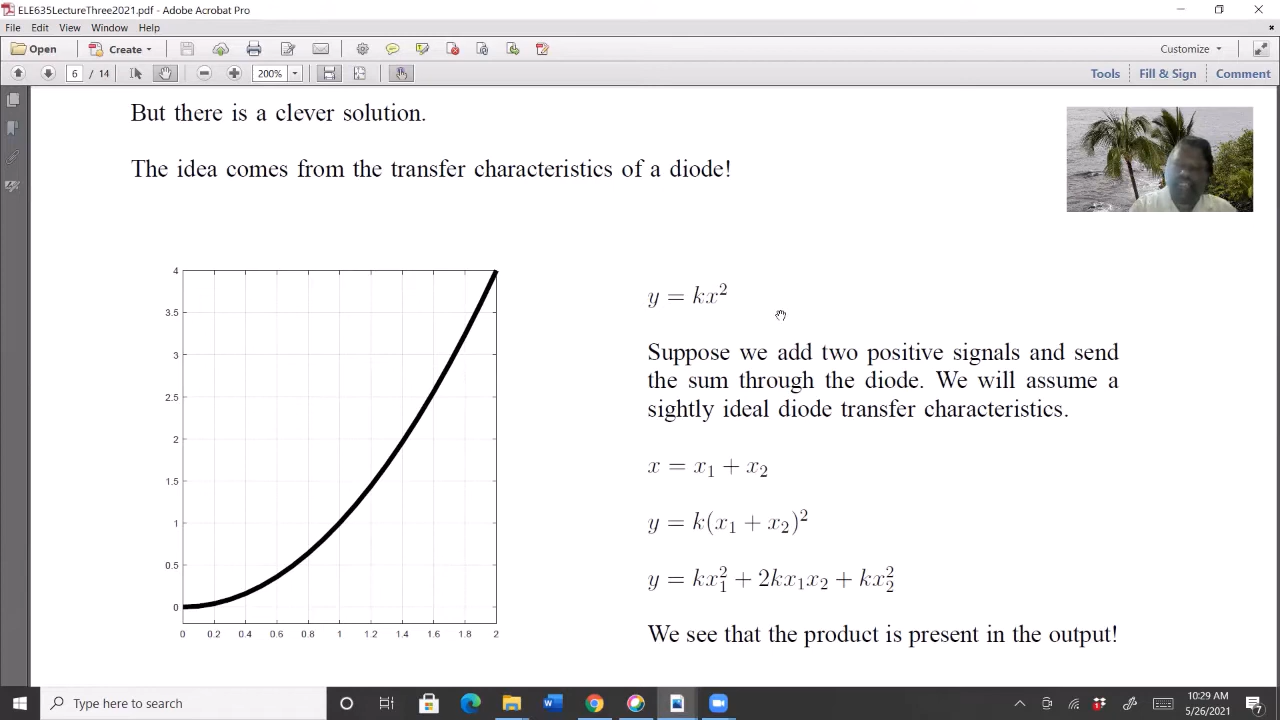 ELE635LectureThree2021.pdf - Adobe Acrobat Pro
File Edit View Window Help
Open Create Customize
6 / 14 200% Tools Fill & Sign Comment
But there is a clever solution.
The idea comes from the transfer characteristics of a diode!
4
3.5
3
2.5
2
1.5
1
0.5
0
0 0.2 0.4 0.6 0.8 1 1.2 1.4 1.6 1.8 2
y = kx²
Suppose we add two positive signals and send
the sum through the diode. We will assume a
sightly ideal diode transfer characteristics.
x = x₁ + x₂
y = k(x₁ + x₂)²
y = kx₁² + 2kx₁x₂ + kx₂²
We see that the product is present in the output!
Type here to search
10:29 AM
5/26/2021
7